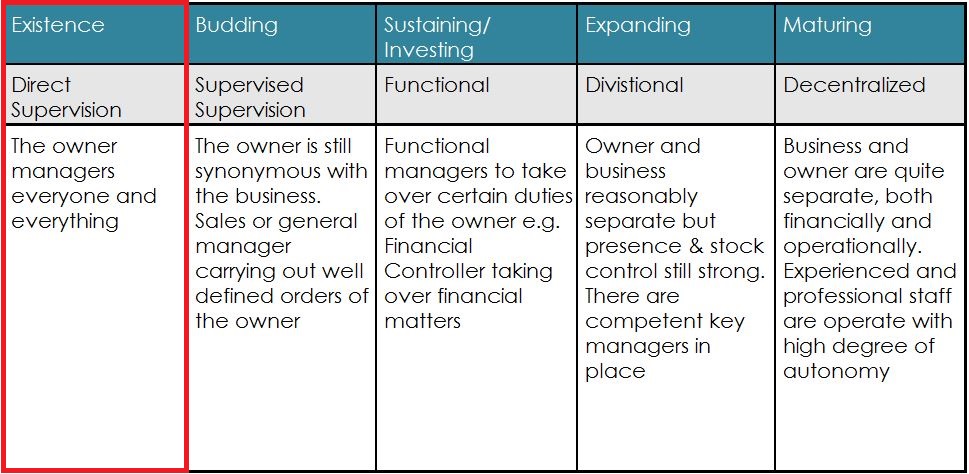 Existence
Budding
Sustaining/
Investing
Expanding
Maturing
Direct
Supervision
Supervised
Supervision
Functional
Divistional
Decentralized
The owner
managers
everyone and
everything
The owner is still
synonymous with
the business.
Sales or general
manager
carrying out well
defined orders of
the owner
Functional
managers to take
over certain duties
of the owner e.g.
Financial
Controller taking
over financial
matters
Owner and
business
reasonably
separate but
presence & stock
control still strong.
There are
competent key
managers in
place
Business and
owner are quite
separate, both
financially and
operationally.
Experienced and
professional staff
are operate with
high degree of
autonomy